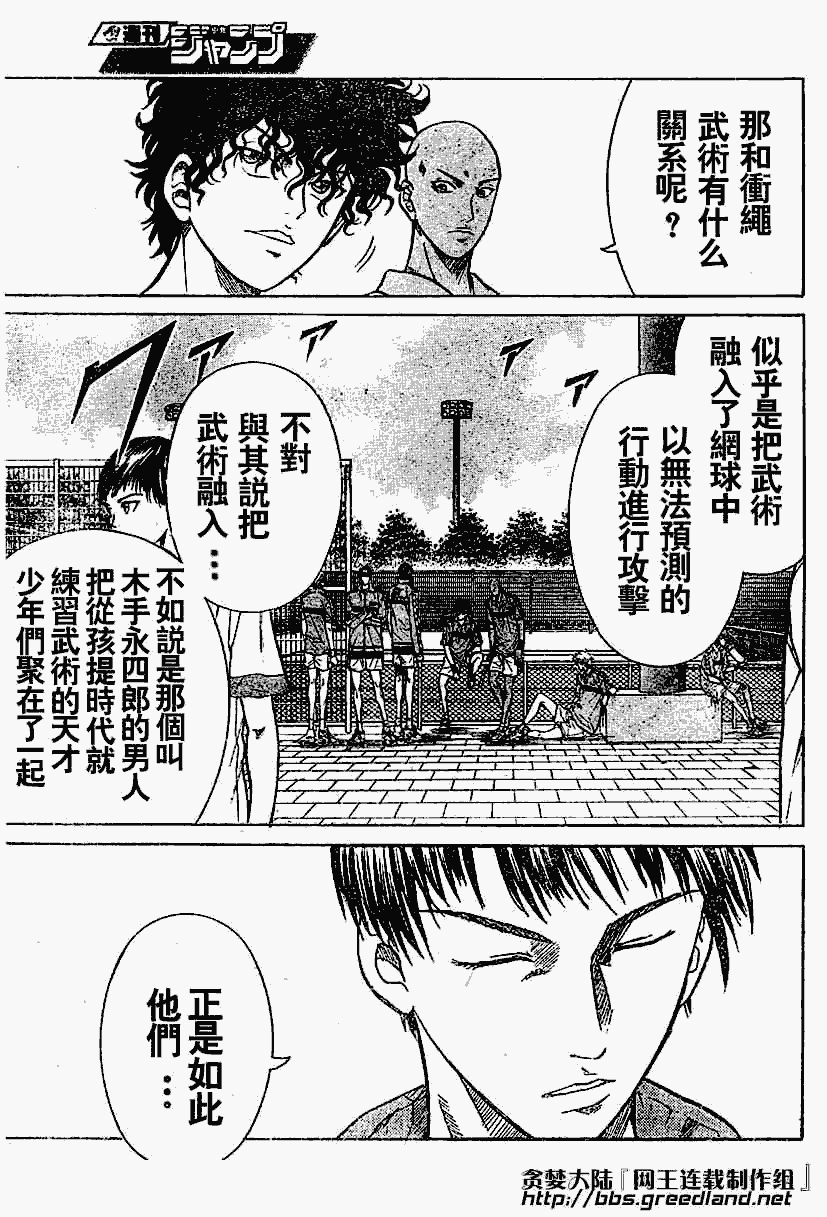 週刊
少年
ジャンプ
那和衝繩
武術有什么
關系呢？
似乎是把武術
融入了網球中
以無法預測的
行動進行攻擊
不對
與其説把
武術融入…
不如説是那個叫
木手永四郎的男人
把從孩提時代就
練習武術的天才
少年們聚在了一起
正是如此
他們…
贪婪大陆『网王连载制作组』
http://bbs.greedland.net